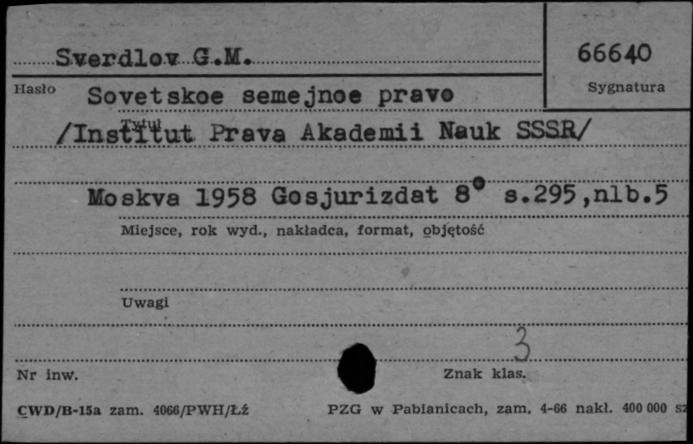 Sverdlov G.M.
66640
Hasło
Sygnatura
Sovetskoe semejnoe pravo
Tytuł
/Institut Prava Akademii Nauk SSSR/
Moskva 1958 Gosjurizdat 8° s.295,nlb.5
Miejsce, rok wyd., nakładca, format, objętość
Uwagi
3
Nr inw.
Znak klas.
CWD/B-15a zam. 4066/PWH/Łź
PZG w Pabianicach, zam. 4-66 nakł. 400 000 sz